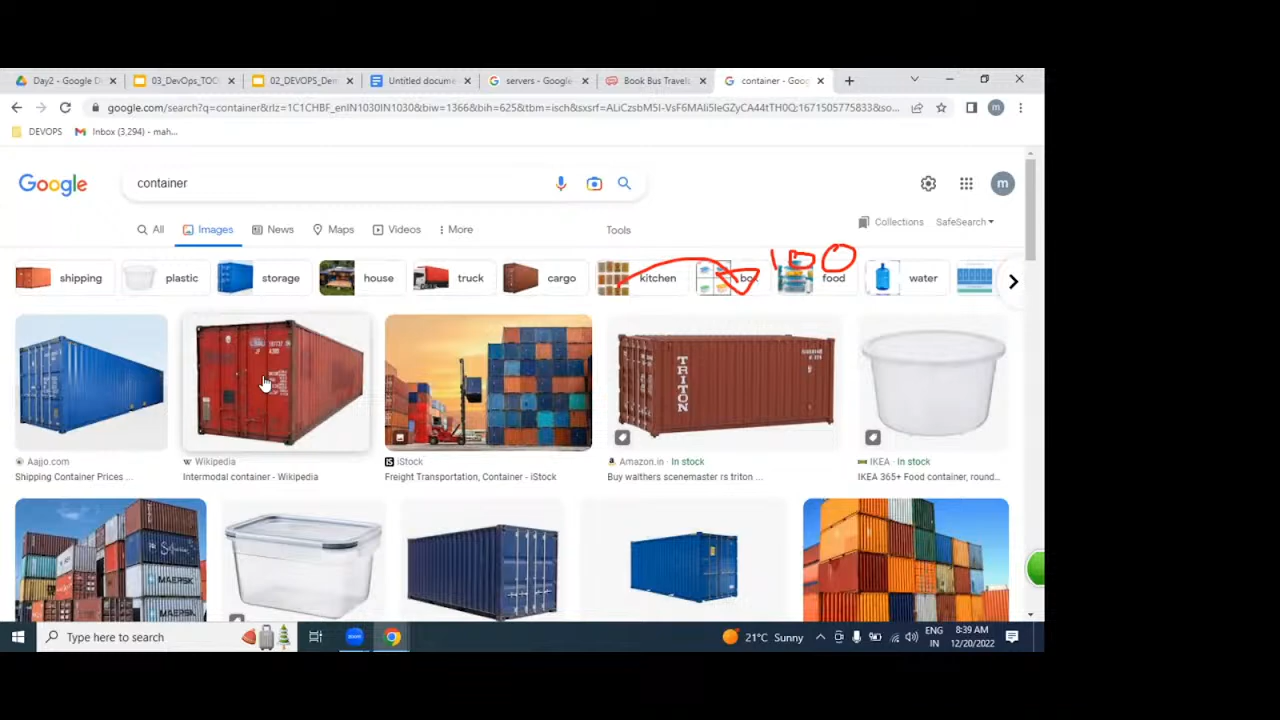 Day2 - Google D
03_DevOps_TOC
02_DEVOPS_Dem
Untitled docume
servers - Google
Book Bus Travels
container - Goog
google.com/search?q=container&rlz=1C1CHBF_enIN1030IN1030&biw=1366&bih=625&tbm=isch&sxsrf=ALiCzsbM5I-VsF6MAIi5IeGZyCA44tTH0Q:1671505775833&so...
DEVOPS
Inbox (3,294) - mah...
Google
container
m
All
Images
News
Maps
Videos
More
Tools
Collections
SafeSearch
100
shipping
plastic
storage
house
truck
cargo
kitchen
food
water
TRITON
Aajjo.com
Shipping Container Prices ...
Wikipedia
Intermodal container - Wikipedia
iStock
Freight Transportation, Container - iStock
Amazon.in · In stock
Buy walthers scenemaster rs triton ...
IKEA · In stock
IKEA 365+ Food container, round...
MAERSK
MAERSK
Type here to search
21°C Sunny
ENG
IN
8:39 AM
12/20/2022